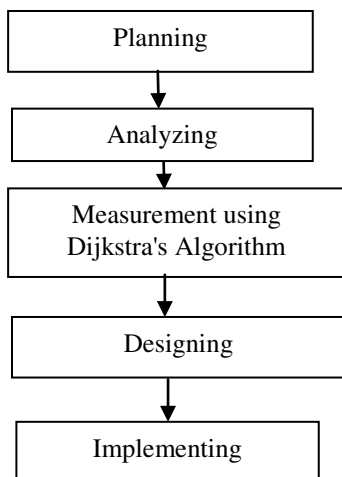 Planning
Analyzing
Measurement using
Dijkstra's Algorithm
Designing
Implementing